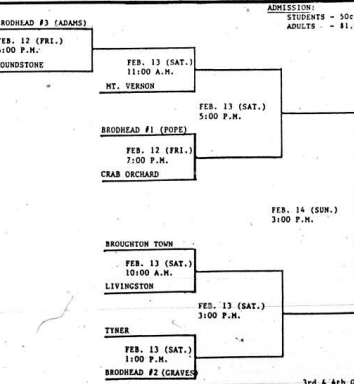 ADMISSION:
STUDENTS - 50c
ADULTS - $1.
BRODHEAD #3 (ADAMS)
FEB. 12 (FRI.)
6:00 P.M.
ROUNDSTONE
FEB. 13 (SAT.)
11:00 A.M.
MT. VERNON
FEB. 13 (SAT.)
5:00 P.M.
BRODHEAD #1 (POPE)
FEB. 12 (FRI.)
7:00 P.M.
CRAB ORCHARD
FEB. 14 (SUN.)
3:00 P.M.
BROUGHTON TOWN
FEB. 13 (SAT.)
10:00 A.M.
LIVINGSTON
FEB. 13 (SAT.)
3:00 P.M.
TYNER
FEB. 13 (SAT.)
1:00 P.M.
BRODHEAD #2 (GRAVES)
3rd & 4th